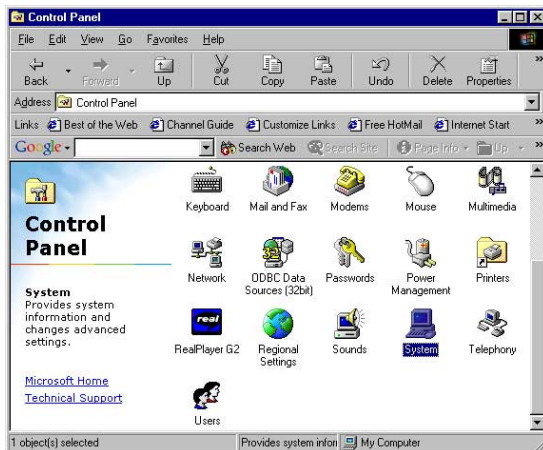 Control Panel
File Edit View Go Favorites Help
Back Forward Up Cut Copy Paste Undo Delete Properties »
Address Control Panel
Links Best of the Web Channel Guide Customize Links Free HotMail Internet Start »
Google Search Web Search Site Page Info Up »
Control
Panel
System
Provides system
information and
changes advanced
settings.
Microsoft Home
Technical Support
Keyboard Mail and Fax Modems Mouse Multimedia
Network ODBC Data Sources (32bit) Passwords Power Management Printers
real
RealPlayer G2 Regional Settings Sounds System Telephony
Users
1 object(s) selected Provides system infor My Computer